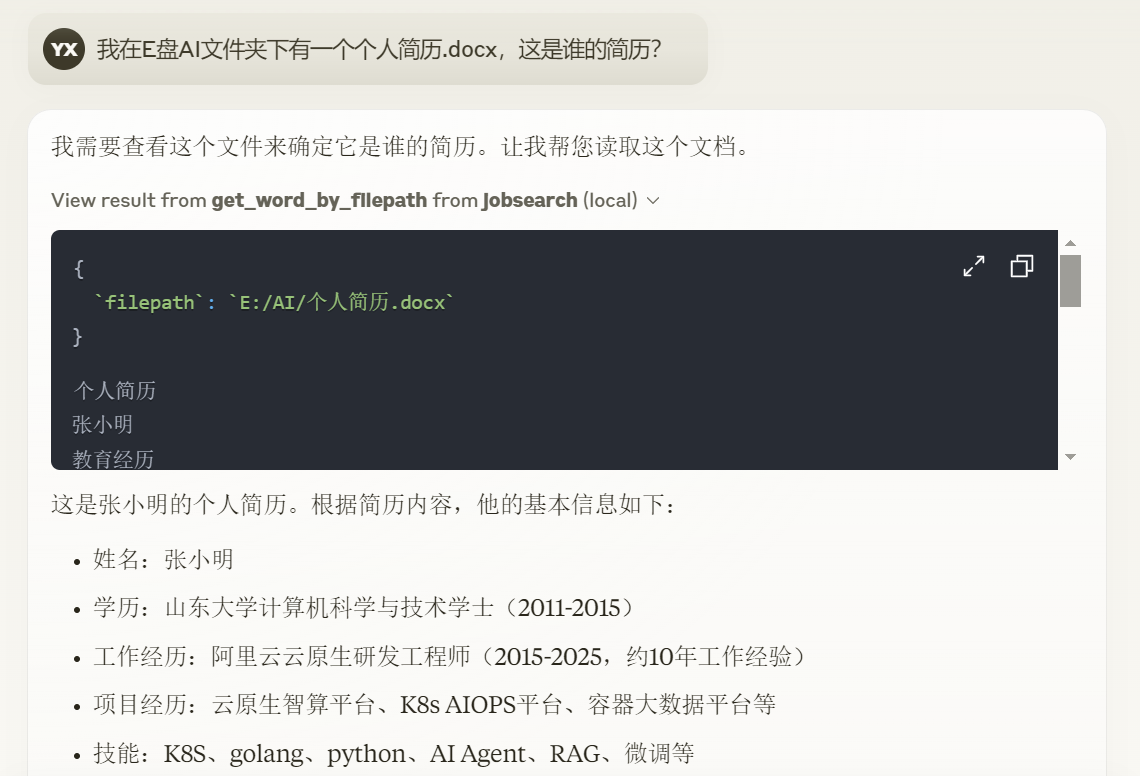 YX 我在E盘AI文件夹下有一个个人简历.docx，这是谁的简历？
我需要查看这个文件来确定它是谁的简历。让我帮您读取这个文档。
View result from get_word_by_filepath from jobsearch (local)
{
`filepath`: `E:/AI/个人简历.docx`
}
个人简历
张小明
教育经历
这是张小明的个人简历。根据简历内容，他的基本信息如下：
• 姓名：张小明
• 学历：山东大学计算机科学与技术学士（2011-2015）
• 工作经历：阿里云云原生研发工程师（2015-2025，约10年工作经验）
• 项目经历：云原生智算平台、K8s AIOPS平台、容器大数据平台等
• 技能：K8S、golang、python、AI Agent、RAG、微调等